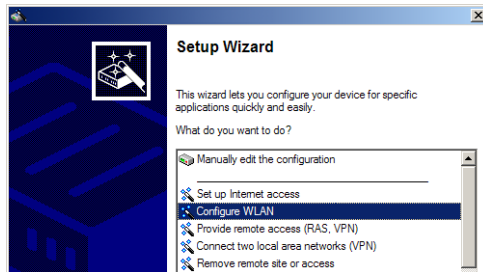 Setup Wizard
This wizard lets you configure your device for specific
applications quickly and easily.
What do you want to do?
Manually edit the configuration
Set up Internet access
Configure WLAN
Provide remote access (RAS, VPN)
Connect two local area networks (VPN)
Remove remote site or access